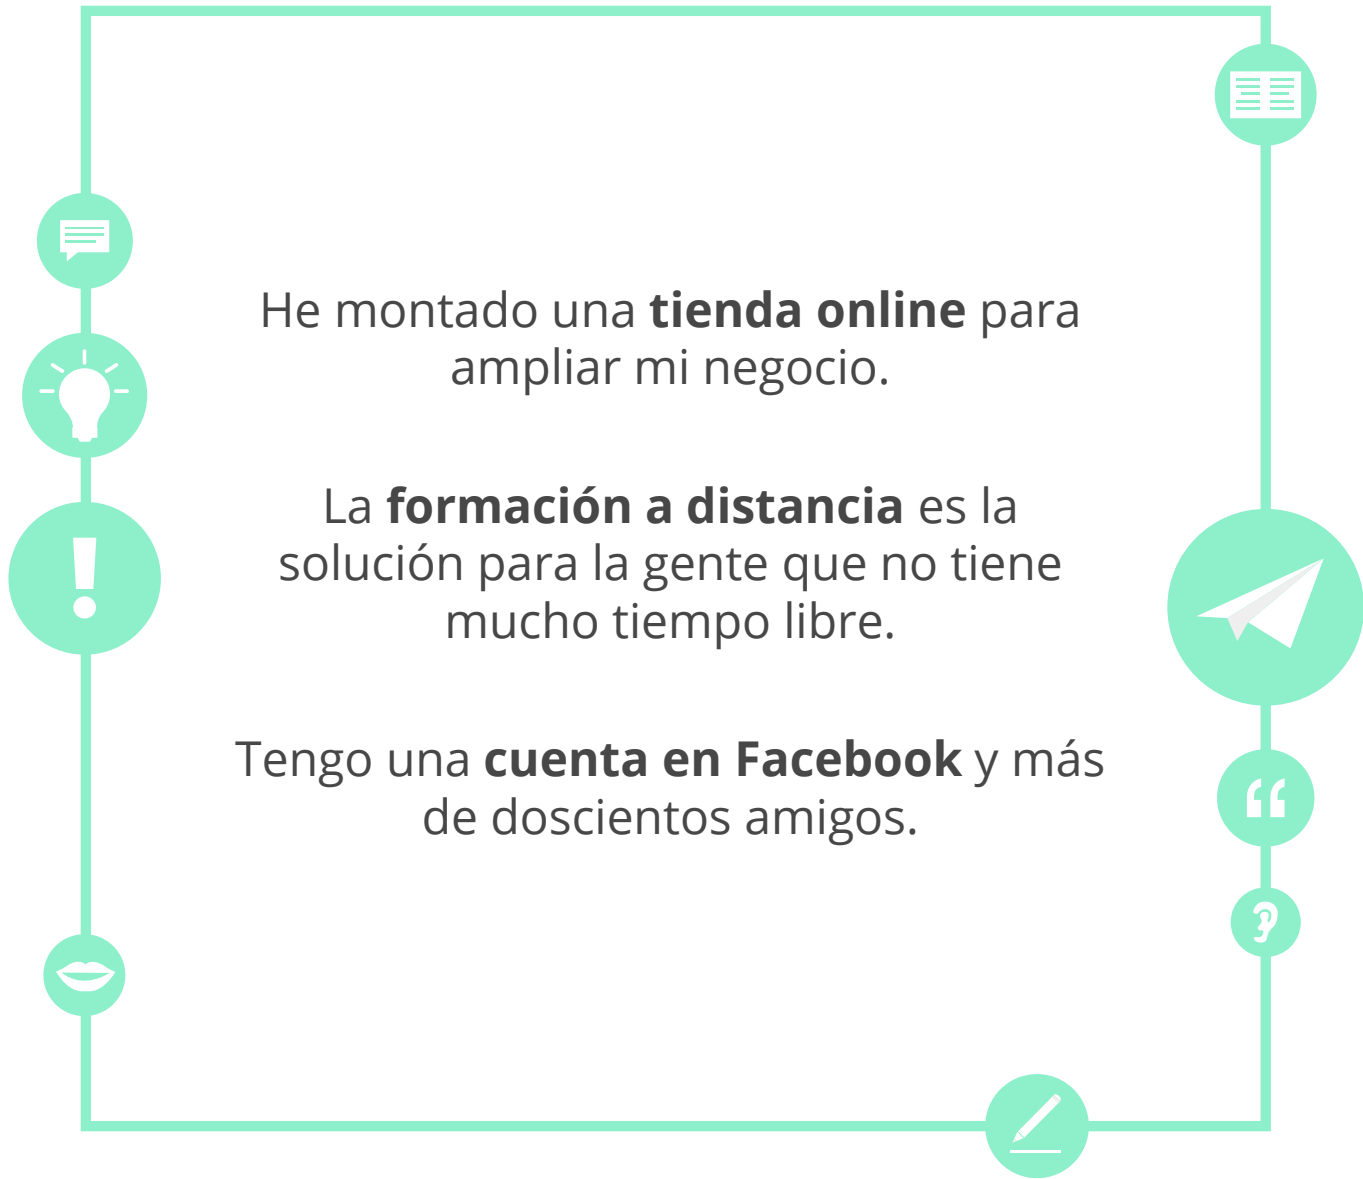 He montado una tienda online para
ampliar mi negocio.
La formación a distancia es la
solución para la gente que no tiene
mucho tiempo libre.
Tengo una cuenta en Facebook y más
de doscientos amigos.